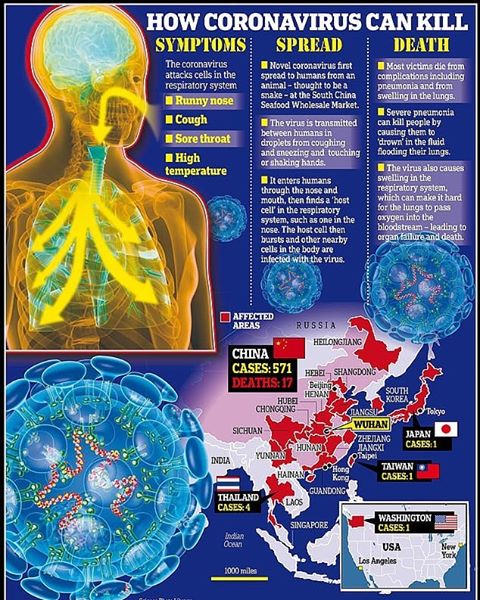 HOW CORONAVIRUS CAN KILL
SYMPTOMS
The coronavirus
attacks cells in the
respiratory system
Runny nose
Cough
Sore throat
High
temperature
SPREAD
Novel coronavirus first
spread to humans from an
animal – thought to be a
snake – at the South China
Seafood Wholesale Market.
The virus is transmitted
between humans in
droplets from coughing
and sneezing and touching
or shaking hands.
It enters humans
through the nose and
mouth, then finds a 'host
cell' in the respiratory
system, such as one in the
nose. The host cell then
bursts and other nearby
cells in the body are
infected with the virus.
DEATH
Most victims die from
complications including
pneumonia and from
swelling in the lungs.
Severe pneumonia
can kill people by
causing them to
'drown' in the fluid
flooding their lungs.
The virus also causes
swelling in the
respiratory system,
which can make it hard
for the lungs to pass
oxygen into the
bloodstream – leading to
organ failure and death.
AFFECTED
AREAS
RUSSIA
CHINA
CASES: 571
DEATHS: 17
HEILONGJIANG
HEBEI
SHANDONG
Beijing
HENAN
SOUTH
KOREA
HUBEI
CHONGQING
JIANGSU
Tokyo
WUHAN
SICHUAN
JAPAN
CASES:1
ZHEJIANG
JIANGXI
HUNAN
Taipei
YUNNAN
INDIA
TAIWAN
CASES:1
HAINAN
Hong
Kong
GUANDONG
THAILAND
CASES: 4
LAOS
SINGAPORE
Indian
Ocean
1000 miles
WASHINGTON
CASES: 1
USA
New
York
Los Angeles
Science Photo Library